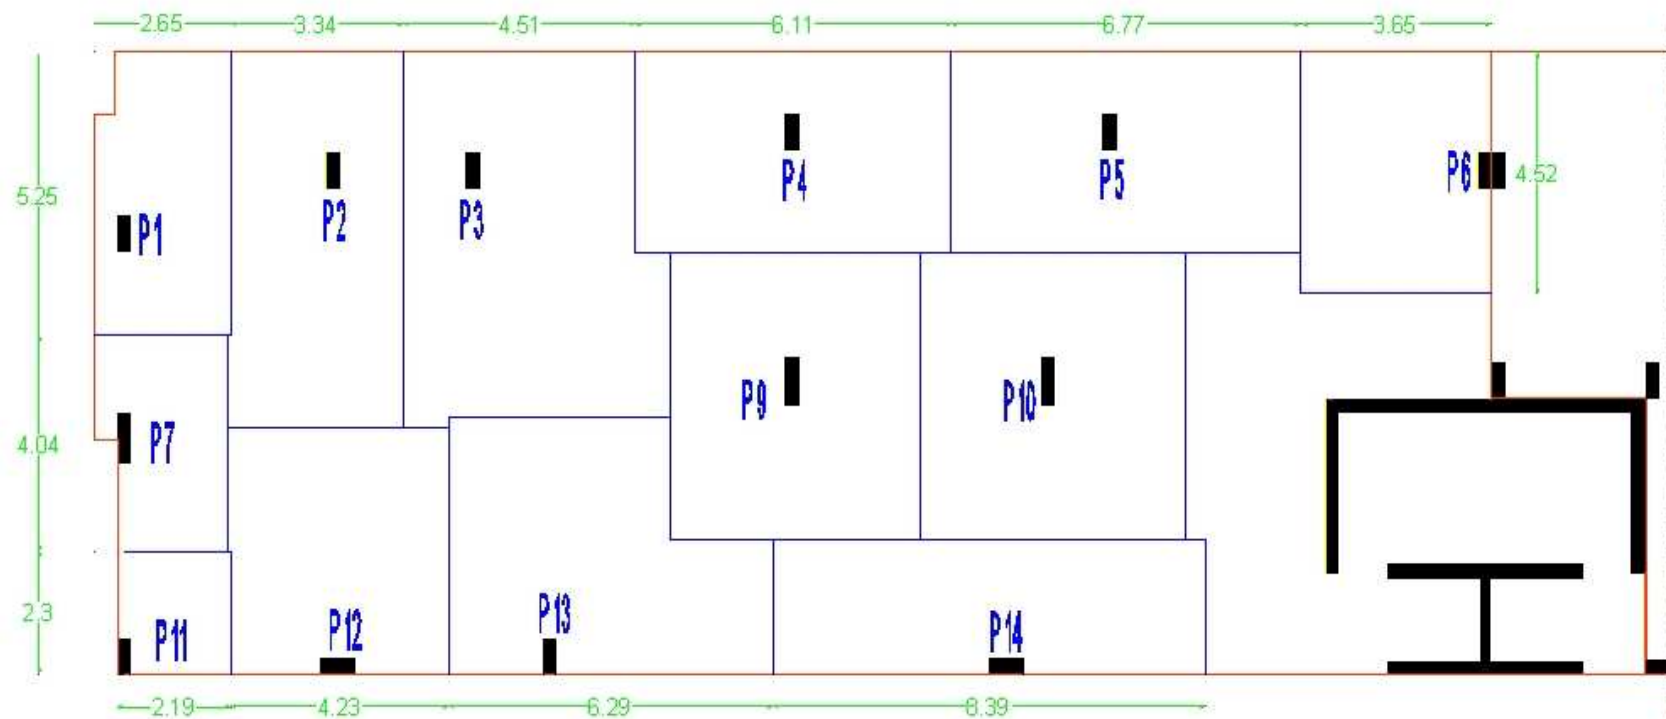 2.65 3.34 4.51 6.11 6.77 3.65
P4 P5 P6 4.52
5.25 P1 P2 P3
P9 P10
4.04 P7
2.3 P11 P12 P13 P14
2.19 4.23 6.29 8.39